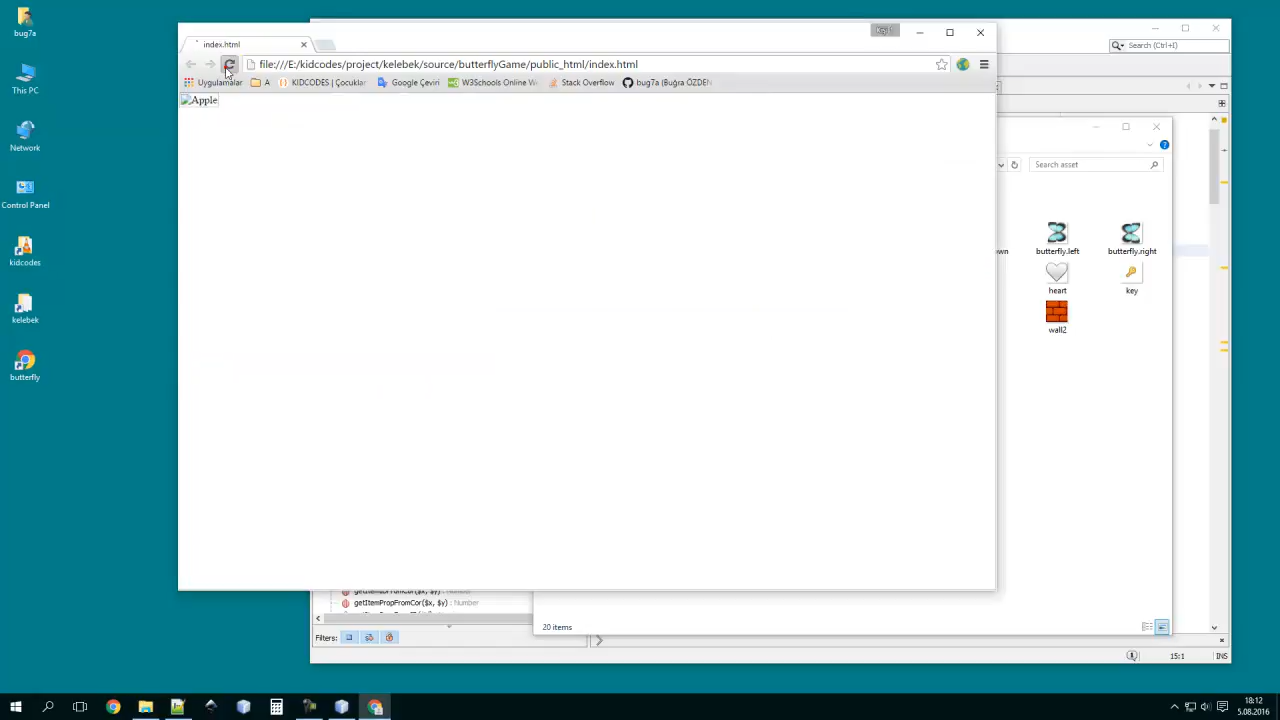 bug7a
This PC
Network
Control Panel
kidcodes
kelebek
butterfly
index.html
file:///E:/kidcodes/project/kelebek/source/butterflyGame/public_html/index.html
Uygulamalar
A
KIDCODES | Çocuklar
Google Çeviri
W3Schools Online W
Stack Overflow
bug7a (Buğra ÖZDEN
Apple
Search (Ctrl+I)
Search asset
butterfly.left
butterfly.right
heart
key
wall2
getItemPropFromCor($x, $y) : Number
Filters:
20 items
15:1
INS
18:12
5.08.2016